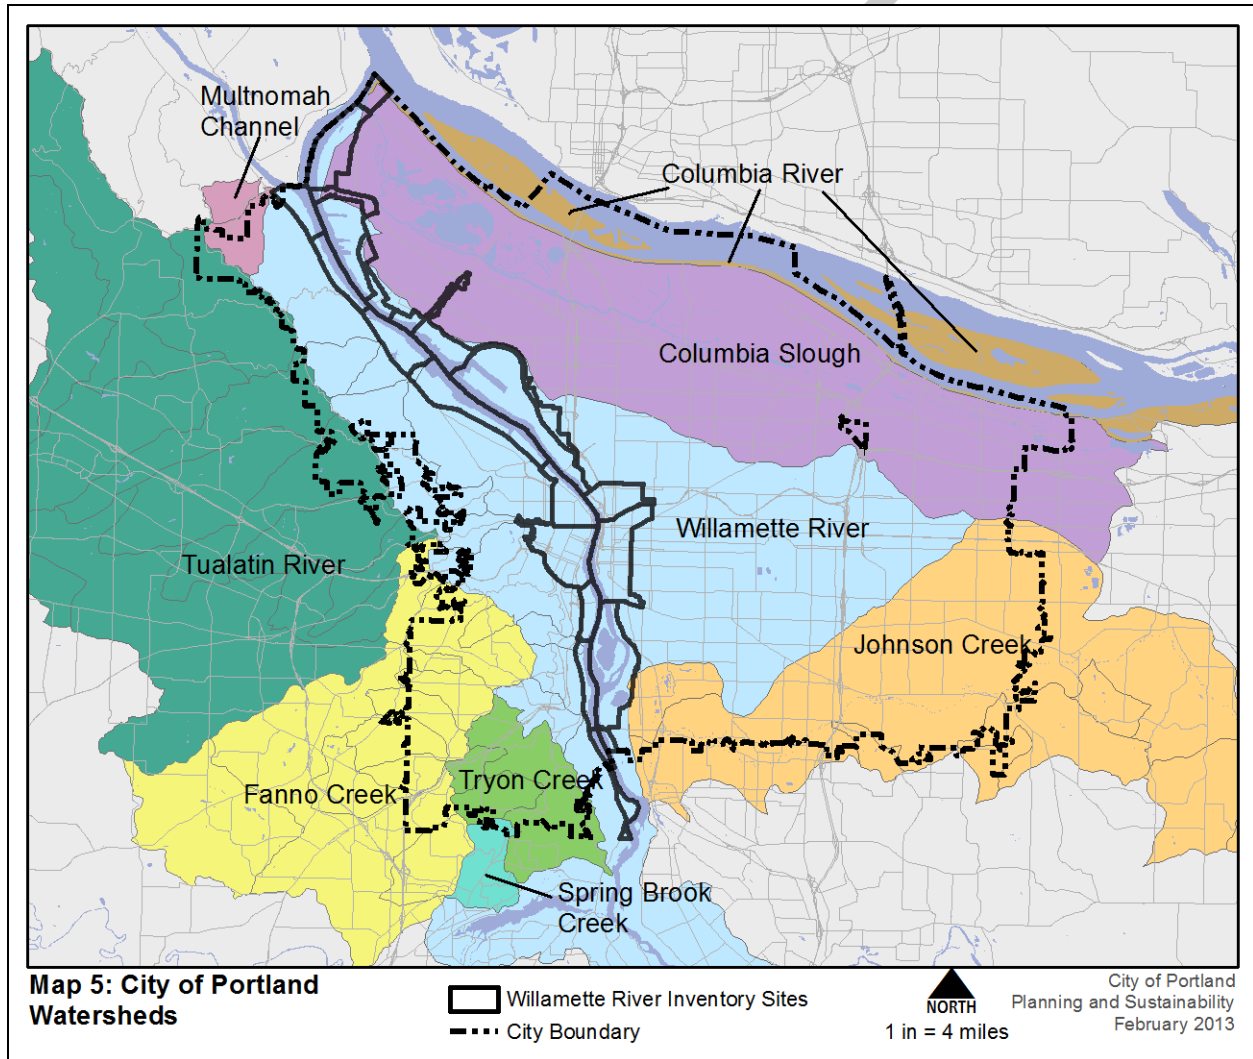 Multnomah
Channel
Columbia River
Columbia Slough
Willamette River
Tualatin River
Johnson Creek
Tryon Creek
Fanno Creek
Spring Brook
Creek
Map 5: City of Portland
Watersheds
Willamette River Inventory Sites
City Boundary
NORTH
1 in = 4 miles
City of Portland
Planning and Sustainability
February 2013